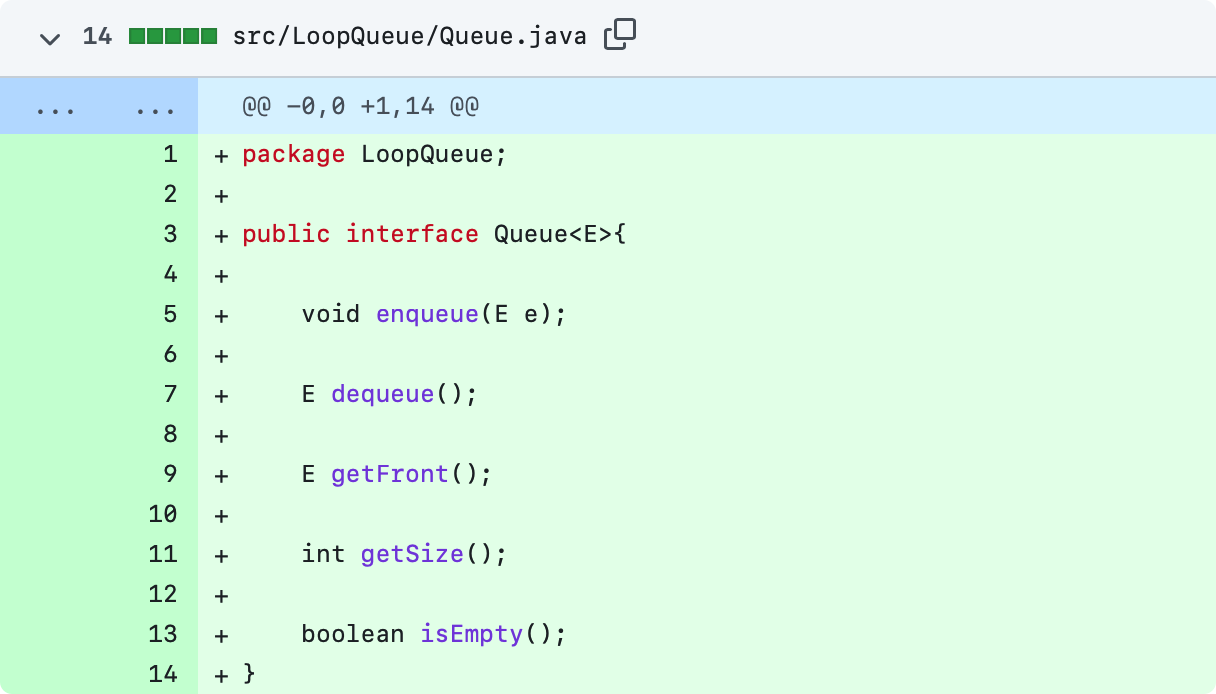 14 src/LoopQueue/Queue.java
... ... @@ -0,0 +1,14 @@
1 + package LoopQueue;
2 +
3 + public interface Queue<E>{
4 +
5 +     void enqueue(E e);
6 +
7 +     E dequeue();
8 +
9 +     E getFront();
10 +
11 +     int getSize();
12 +
13 +     boolean isEmpty();
14 + }